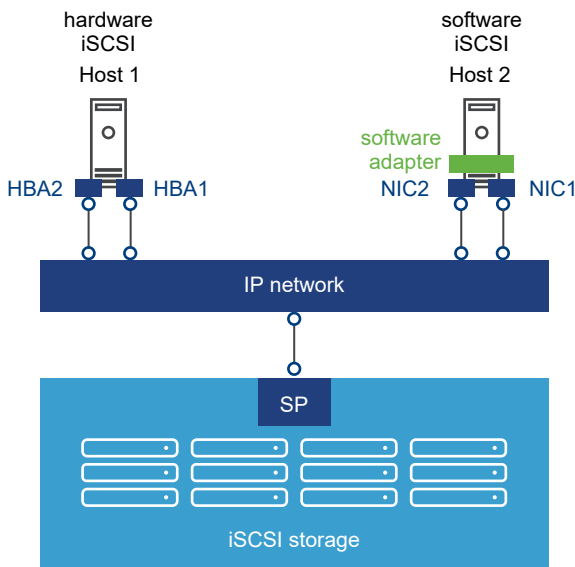 hardware
iSCSI
Host 1
software
iSCSI
Host 2
software
adapter
HBA2
HBA1
NIC2
NIC1
IP network
SP
iSCSI storage